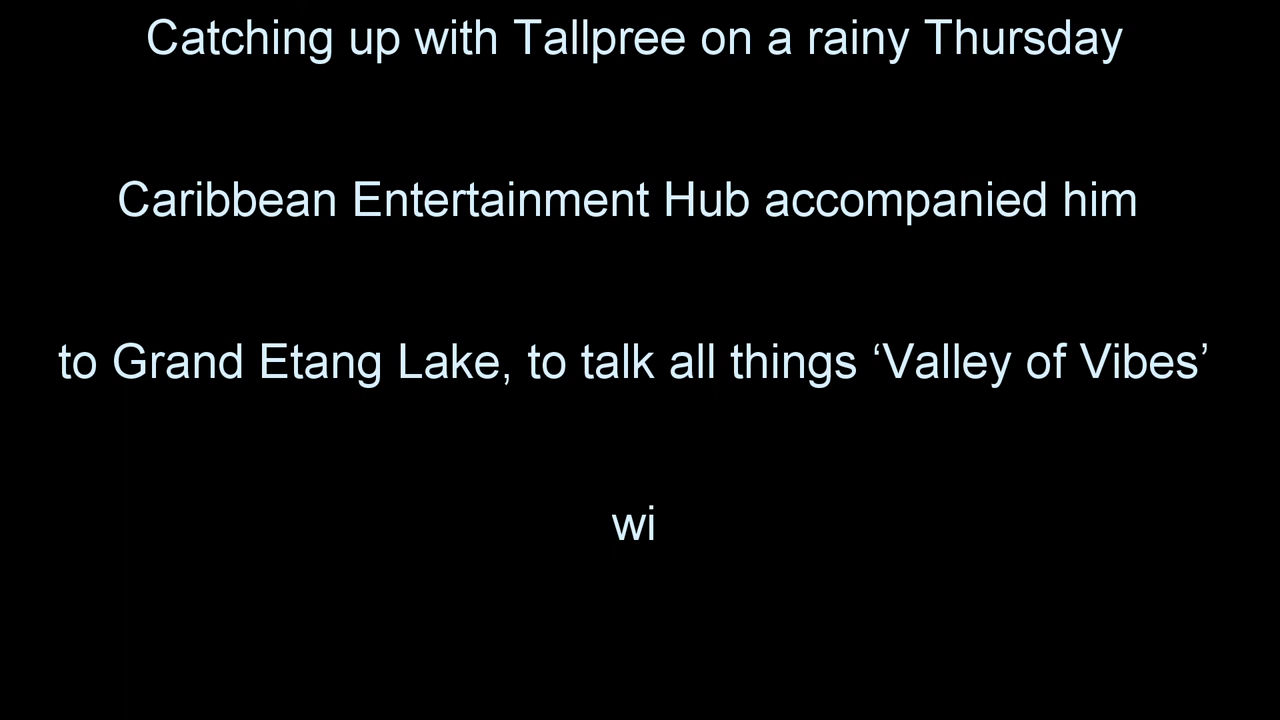 Catching up with Tallpree on a rainy Thursday
Caribbean Entertainment Hub accompanied him
to Grand Etang Lake, to talk all things ‘Valley of Vibes’
wi